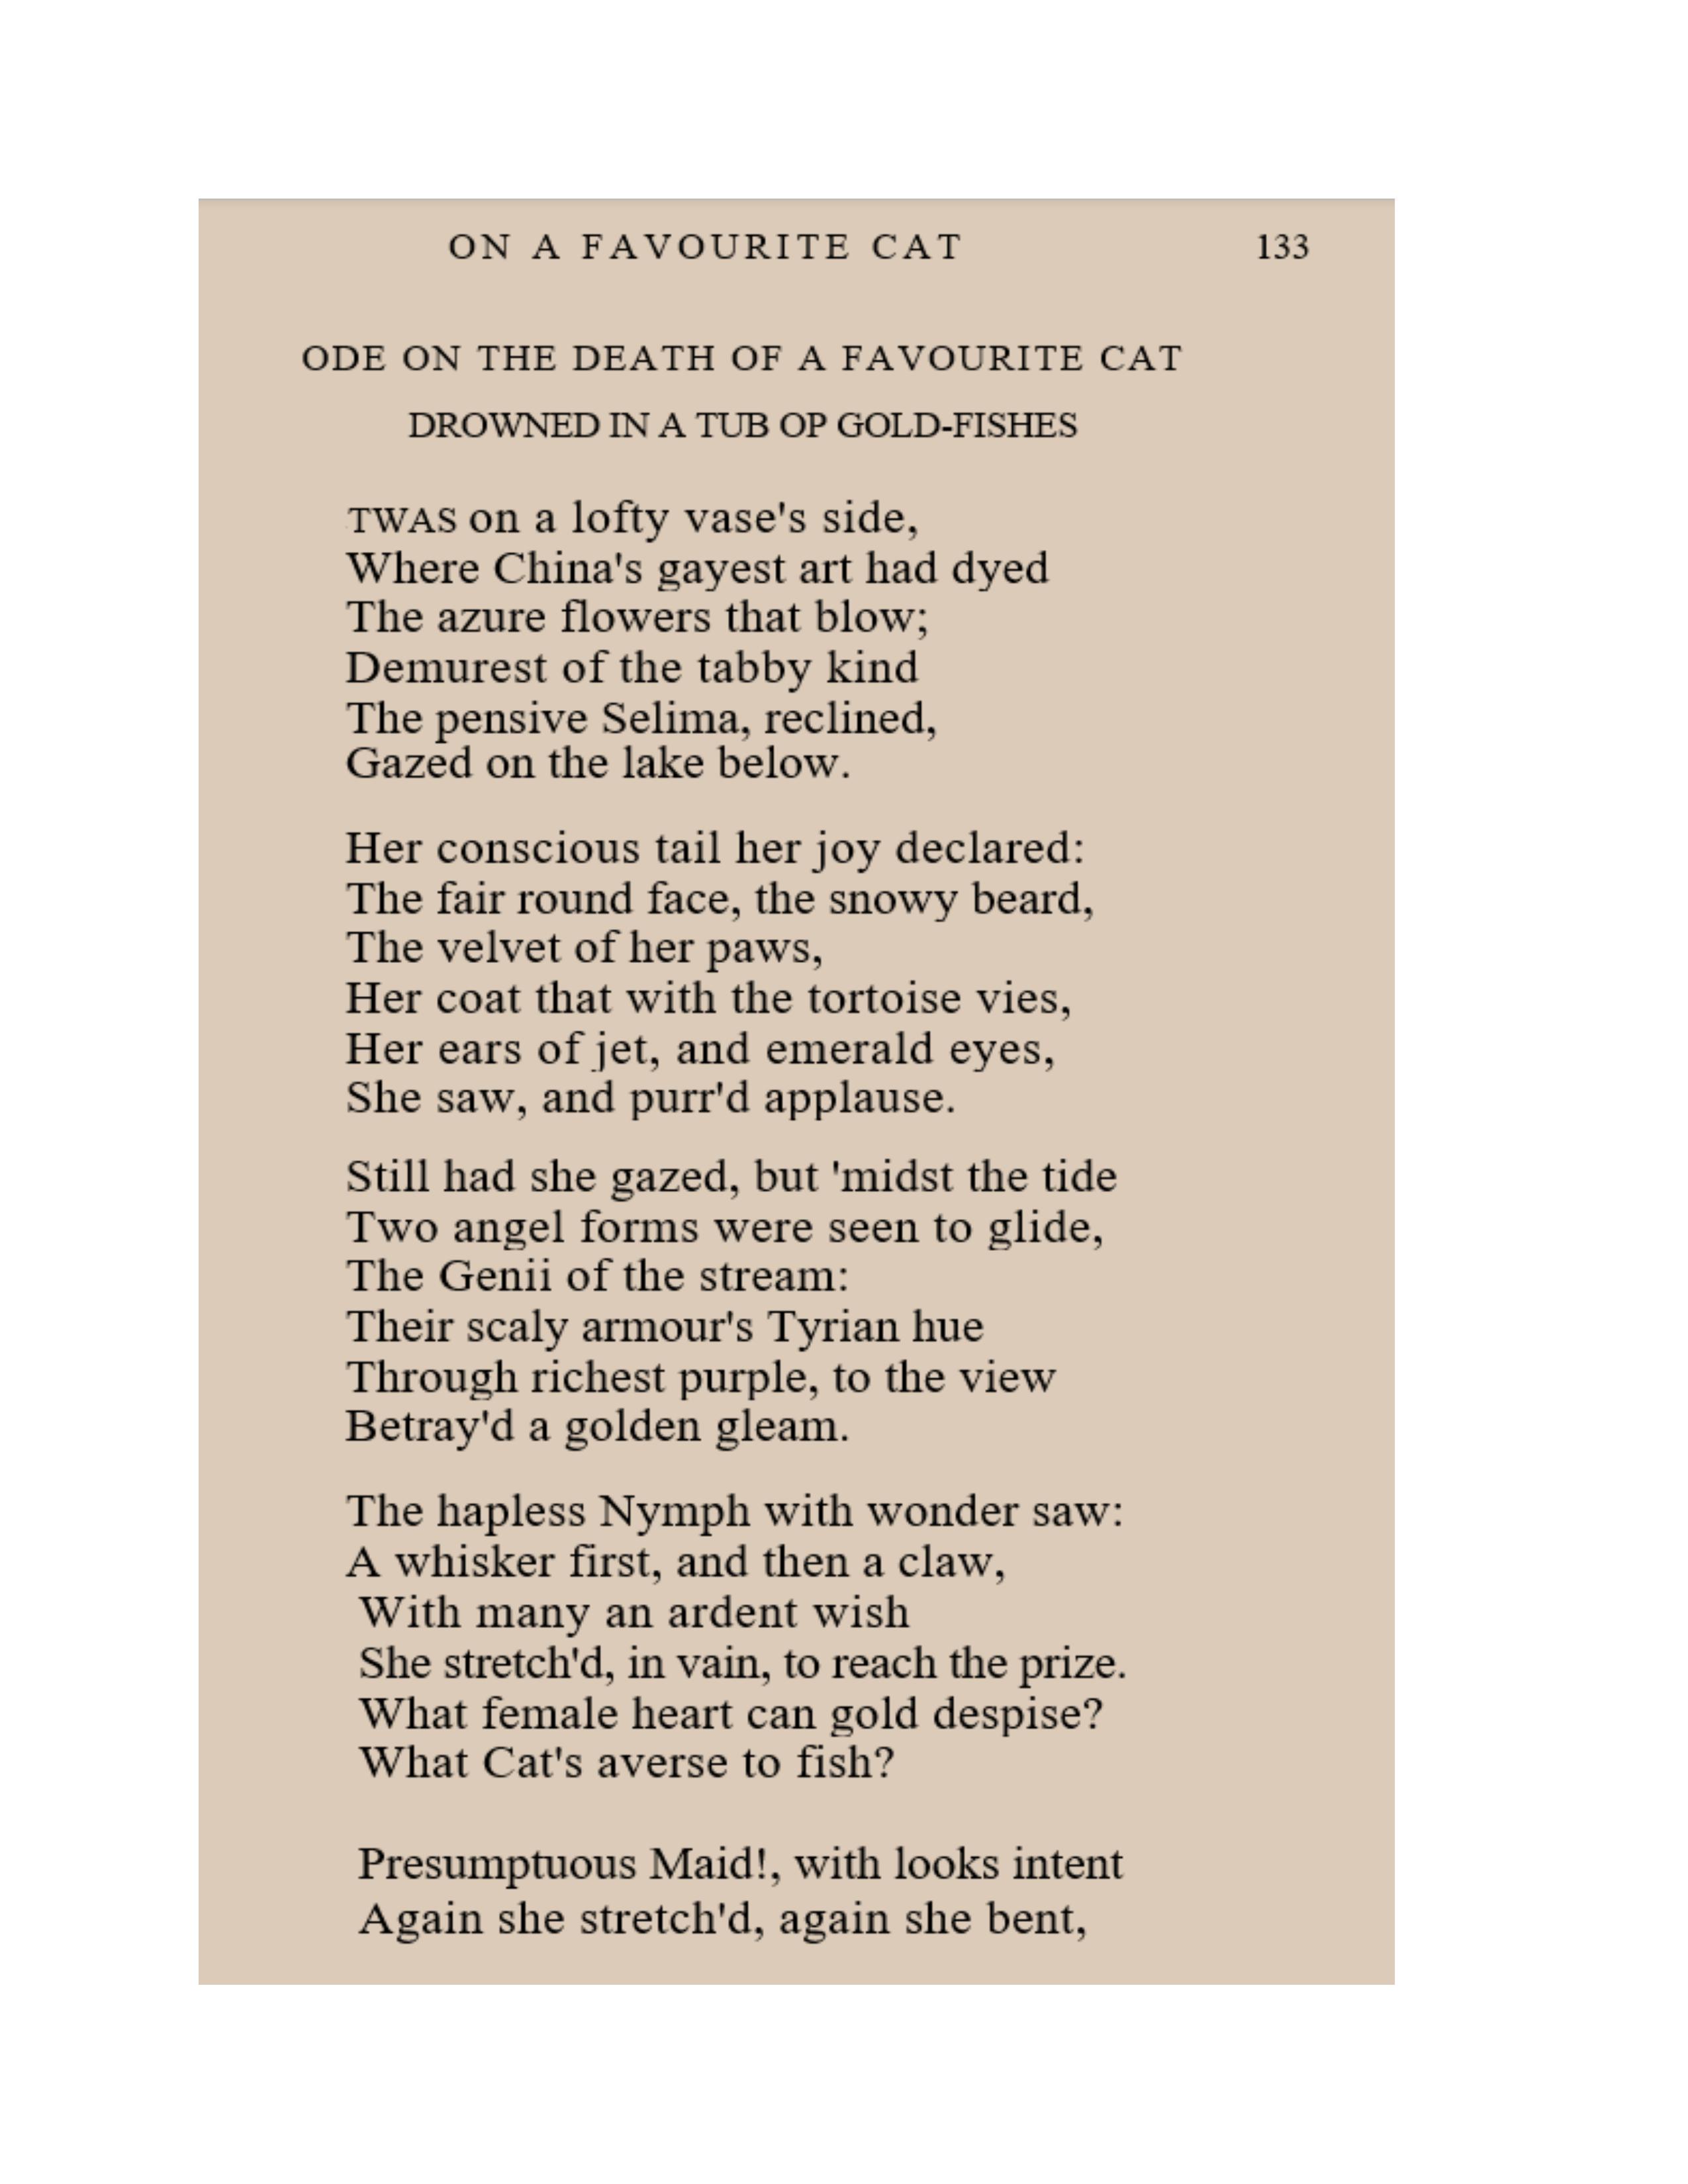 ON A FAVOURITE CAT 133
ODE ON THE DEATH OF A FAVOURITE CAT
DROWNED IN A TUB OP GOLD-FISHES
TWAS on a lofty vase's side,
Where China's gayest art had dyed
The azure flowers that blow;
Demurest of the tabby kind
The pensive Selima, reclined,
Gazed on the lake below.
Her conscious tail her joy declared:
The fair round face, the snowy beard,
The velvet of her paws,
Her coat that with the tortoise vies,
Her ears of jet, and emerald eyes,
She saw, and purr'd applause.
Still had she gazed, but 'midst the tide
Two angel forms were seen to glide,
The Genii of the stream:
Their scaly armour's Tyrian hue
Through richest purple, to the view
Betray'd a golden gleam.
The hapless Nymph with wonder saw:
A whisker first, and then a claw,
With many an ardent wish
She stretch'd, in vain, to reach the prize.
What female heart can gold despise?
What Cat's averse to fish?
Presumptuous Maid!, with looks intent
Again she stretch'd, again she bent,